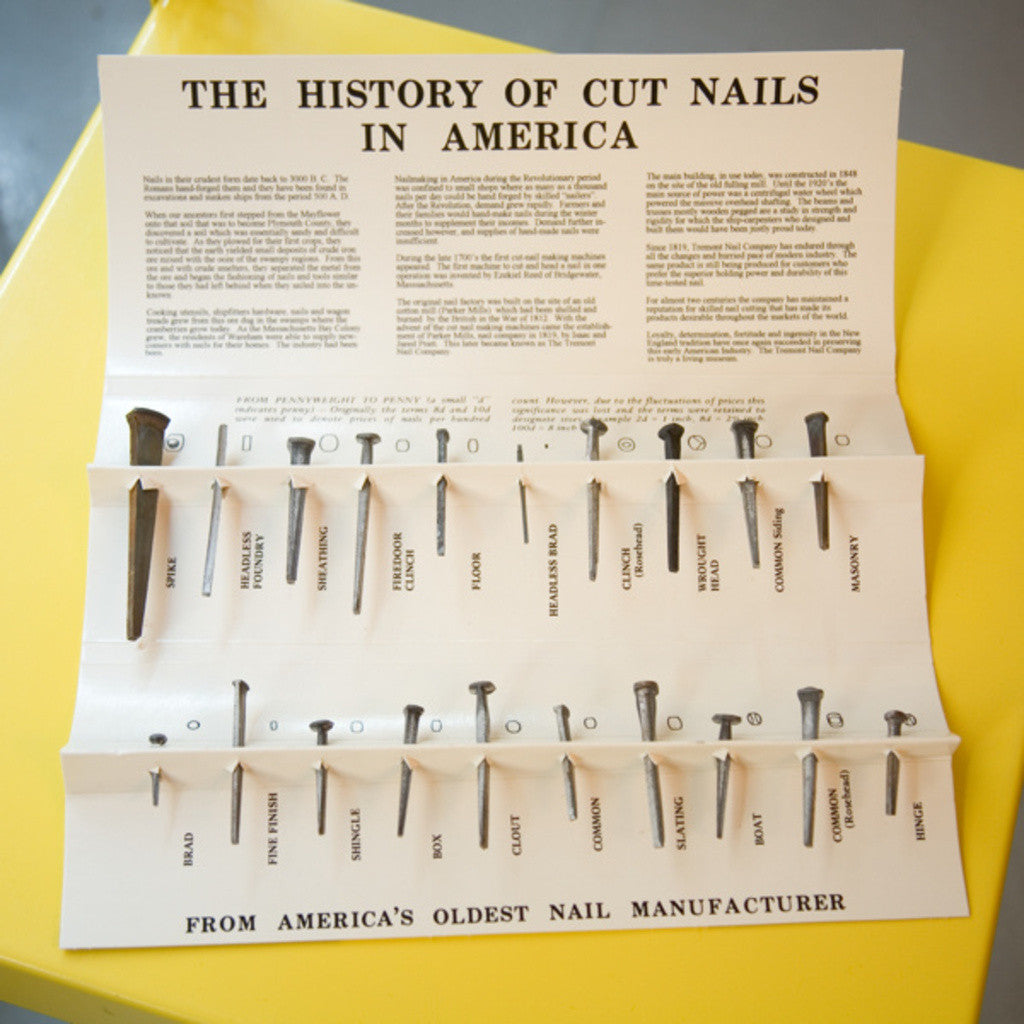 THE HISTORY OF CUT NAILS
IN AMERICA
Nails in their crudest form date back to 3000 B. C. The
Romans hand-forged them and they have been found in
excavations and sunken ships from the period 500 A. D.
When our ancestors first stepped from the Mayflower
onto that soil that was to become Plymouth County, they
discovered a soil which was essentially sandy and difficult
to cultivate. As they plowed for their first crops, they
noticed that the earth yielded small deposits of crude iron
ore mixed with the ooze of the swampy regions. From this
ore and with crude smelters, they separated the metal from
the ore and began the fashioning of nails and tools similar
to those they had left behind when they sailed into the un-
known.
Cooking utensils, shipfitters hardware, nails and wagon
treads grew from this ore dug in the swamps where the
cranberries grow today. As the Massachusetts Bay Colony
grew, the residents of Wareham were able to supply new-
comers with nails for their homes. The industry had been
born.
Nailmaking in America during the Revolutionary period
was confined to small shops where as many as a thousand
nails per day could be hand forged by skilled "nailers
After the Revolution, demand grew rapidly. Farmers and
their families would hand-make nails during the winter
months to supplement their incomes. Demand further in-
creased however, and supplies of hand-made nails were
insufficient.
During the late 1700's the first cut-nail making machines
appeared. The first machine to cut and head a nail in one
operation was invented by Ezekiel Reed of Bridgewater,
Massachusetts.
The original nail factory was built on the site of an old
cotton mill (Parker Mills) which had been shelled and
burned by the British in the War of 1812. With the
advent of the cut nail making machines came the establish-
ment of Parker Mills, nail company in 1819, by Isaac and
Jared Pratt. This later became known as The Tremont
Nail Company.
The main building, in use today, was constructed in 1848
on the site of the old fulling mill. Until the 1920's the
main source of power was a centrifugal water wheel which
powered the massive overhead shafting. The beams and
trusses mostly wooden pegged are a study in strength and
rigidity for which the ship-carpenters who designed and
built them would have been justly proud today.
Since 1819, Tremont Nail Company has endured through
all the changes and hurried pace of modern industry. The
same product is still being produced for customers who
prefer the superior holding power and durability of this
time-tested nail.
For almost two centuries the company has maintained a
reputation for skilled nail cutting that has made its
products desirable throughout the markets of the world.
Loyalty, determination, fortitude and ingenuity in the New
England tradition have once again succeeded in preserving
this early American Industry. The Tremont Nail Company
is truly a living museum.
FROM PENNYWEIGHT TO PENNY (a small "d"
indicates penny) - Originally the terms 8d and 10d
were used to denote prices of nails per hundred
count. However, due to the fluctuations of prices this
significance was lost and the terms were retained to
designate sizes. Example 2d = 1 inch, 8d = 2½ inch
100d = 8 inch
SPIKE
HEADLESS
FOUNDRY
SHEATHING
FIREDOOR
CLINCH
FLOOR
HEADLESS BRAD
CLINCH
(Rosehead)
WROUGHT
HEAD
COMMON Siding
MASONRY
BRAD
FINE FINISH
SHINGLE
BOX
CLOUT
COMMON
SLATING
BOAT
COMMON
(Rosehead)
HINGE
FROM AMERICA'S OLDEST NAIL MANUFACTURER